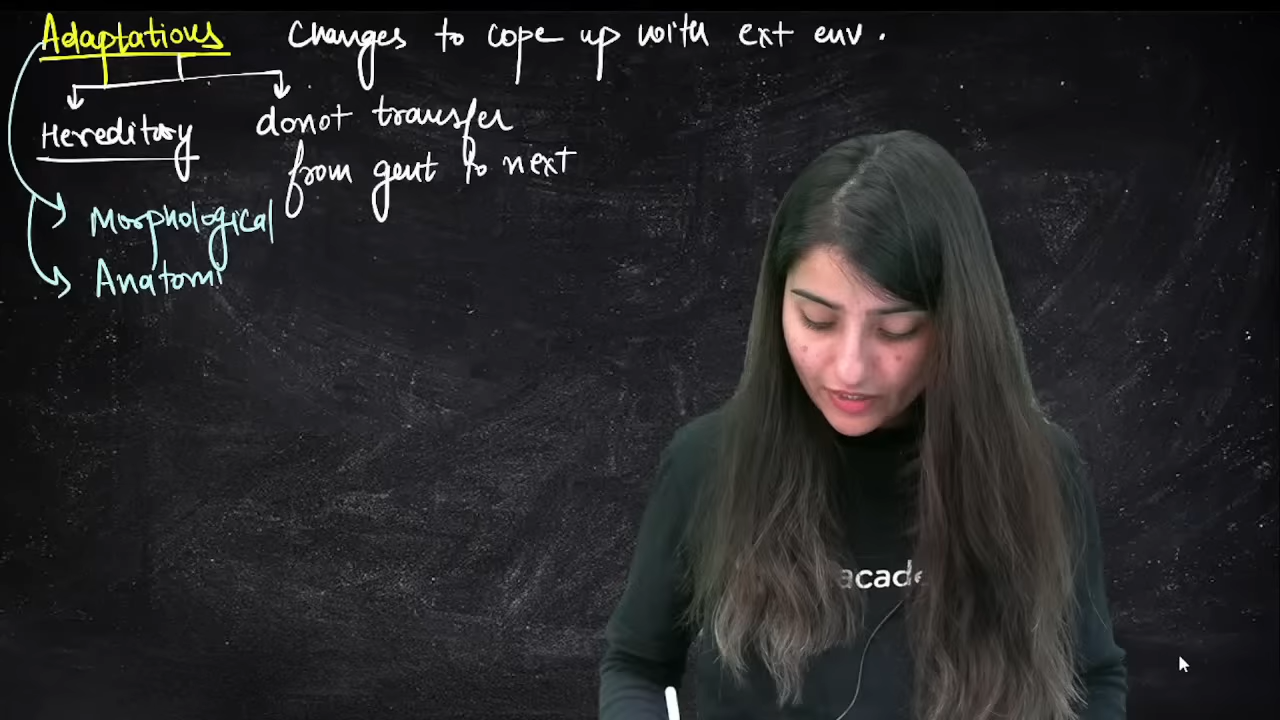 Adaptations Changes to cope up with ext env.
Hereditary donot transfer
from gent to next
Morphological
Anatomi
acade